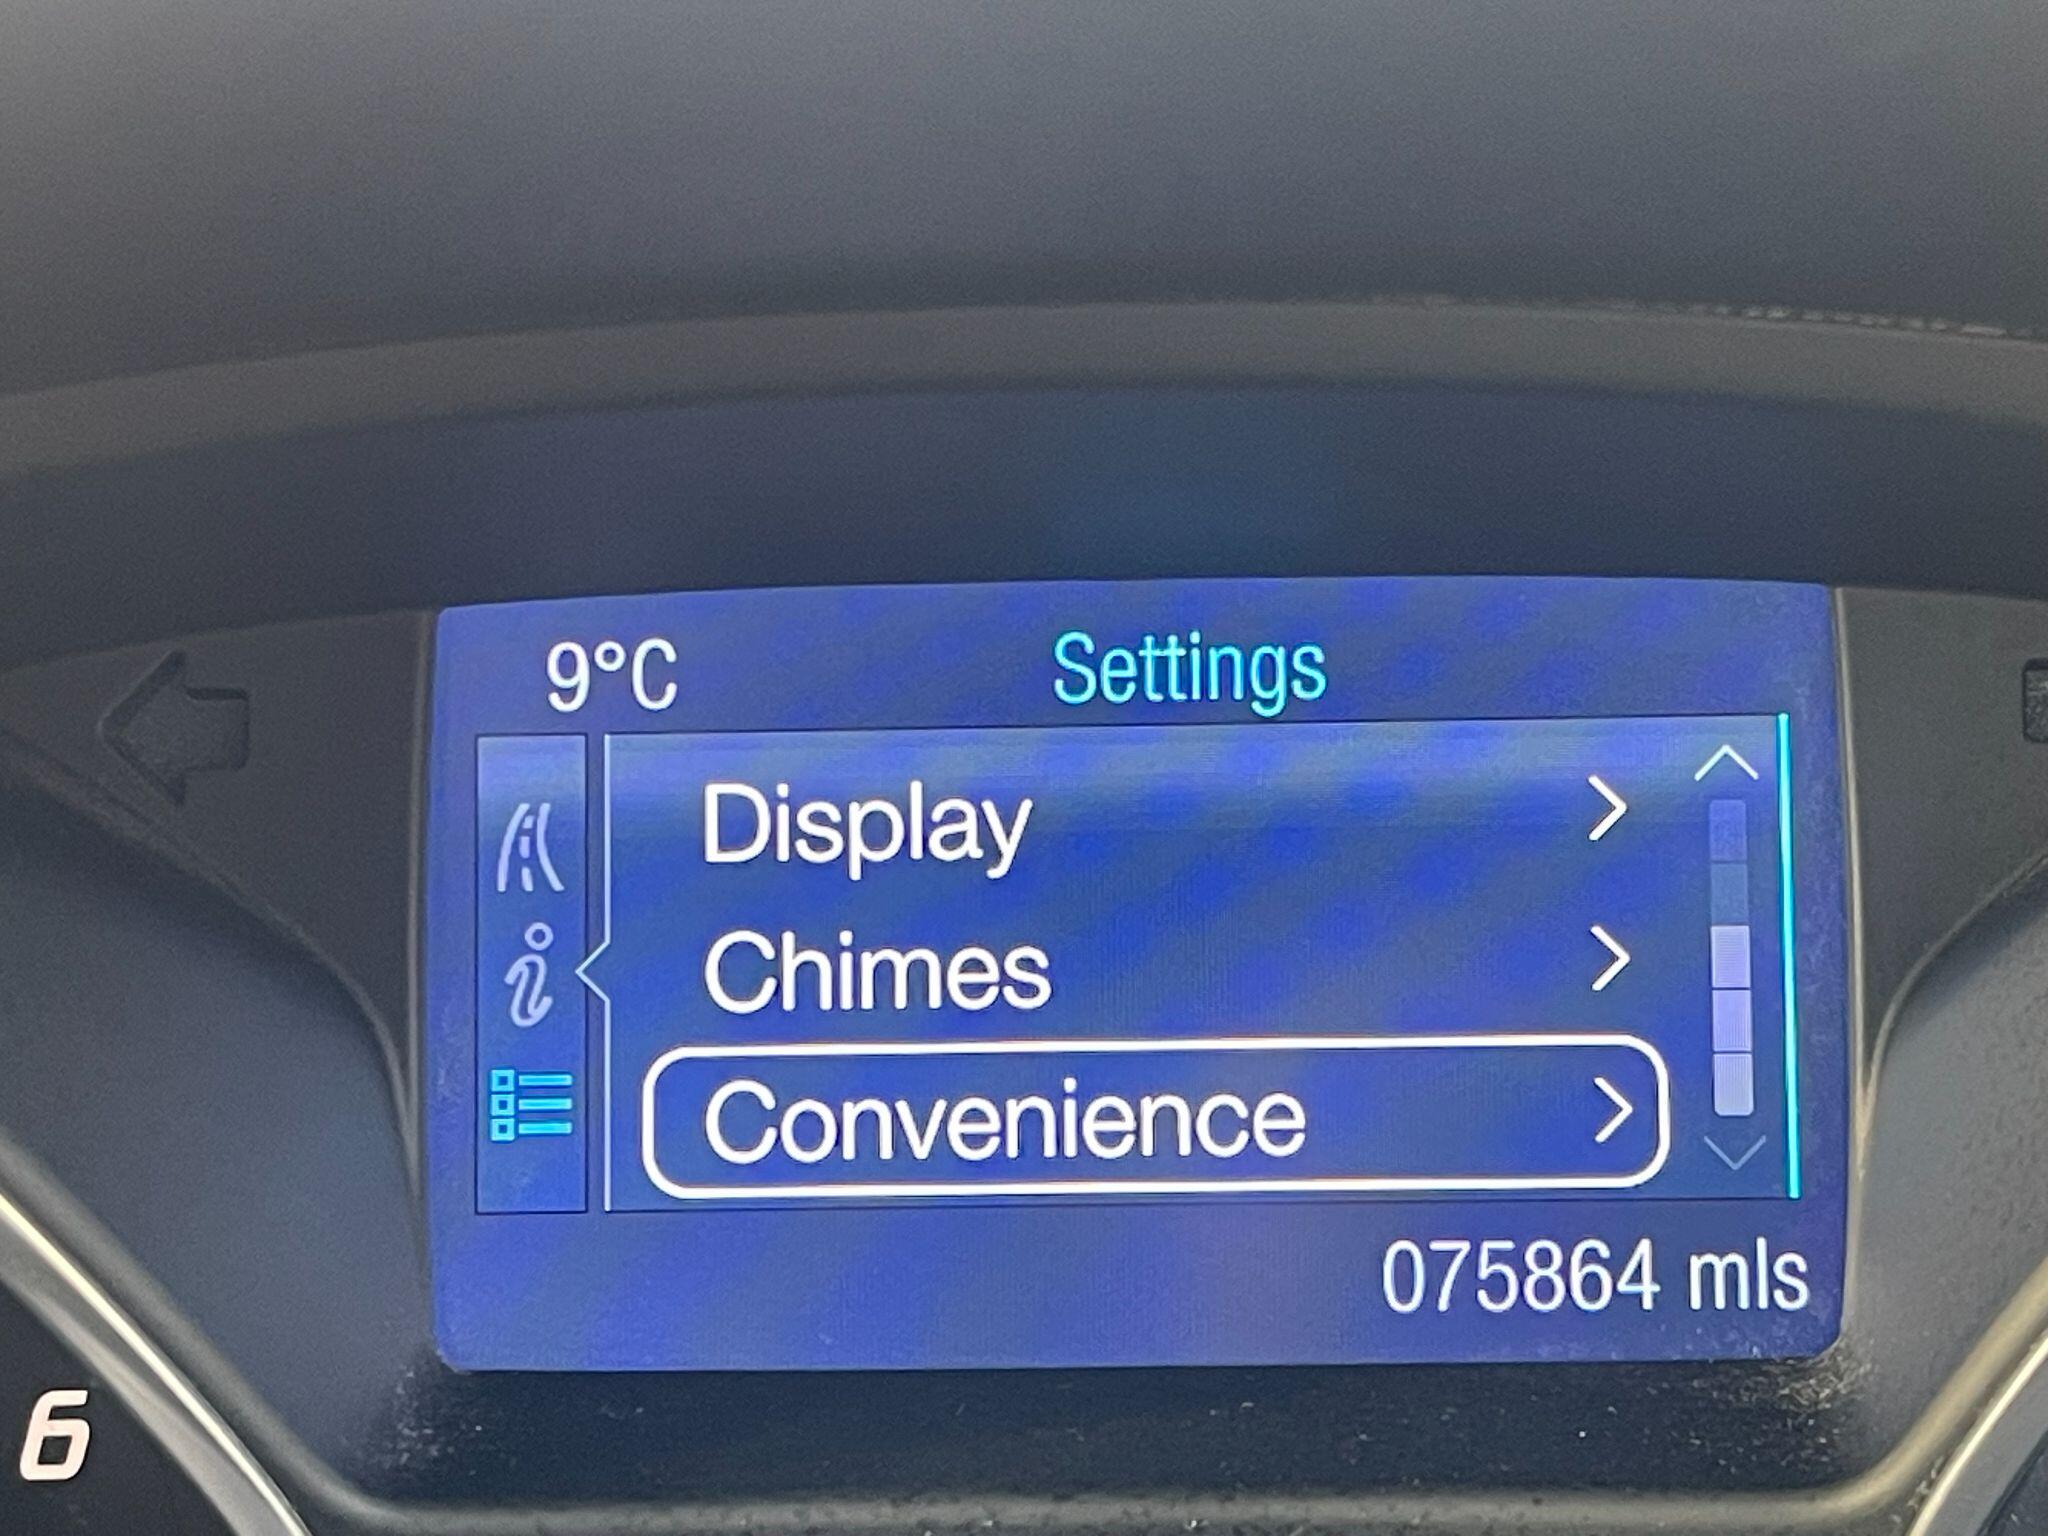 9°C Settings
Display
Chimes
Convenience
075864 mls
6